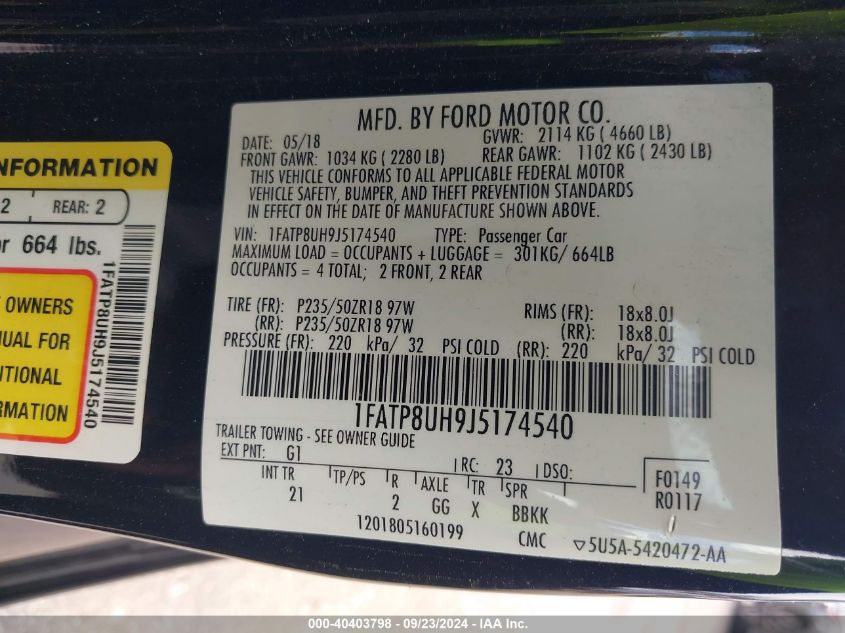 MFD. BY FORD MOTOR CO.
DATE: 05/18 GVWR: 2114 KG ( 4660 LB)
FRONT GAWR: 1034 KG ( 2280 LB) REAR GAWR: 1102 KG ( 2430 LB)
THIS VEHICLE CONFORMS TO ALL APPLICABLE FEDERAL MOTOR
VEHICLE SAFETY, BUMPER, AND THEFT PREVENTION STANDARDS
IN EFFECT ON THE DATE OF MANUFACTURE SHOWN ABOVE.
VIN: 1FATP8UH9J5174540 TYPE: Passenger Car
MAXIMUM LOAD = OCCUPANTS + LUGGAGE = 301KG/ 664LB
OCCUPANTS = 4 TOTAL; 2 FRONT, 2 REAR
TIRE (FR): P235/50ZR18 97W RIMS (FR): 18x8.0J
(RR): P235/50ZR18 97W (RR): 18x8.0J
PRESSURE (FR): 220 kPa/ 32 PSI COLD (RR): 220 kPa/ 32 PSI COLD
1FATP8UH9J5174540
TRAILER TOWING - SEE OWNER GUIDE
EXT PNT: G1 RC: 23 DSO:
INT TR TP/PS R AXLE TR SPR
21 2 GG X BBKK
F0149
R0117
1201805160199 CMC ▽5U5A-5420472-AA
INFORMATION
2 REAR: 2
or 664 lbs.
OWNERS
MANUAL FOR
RMATION
1FATP8UH9J5174540
000-40403798 - 09/23/2024 - IAA Inc.